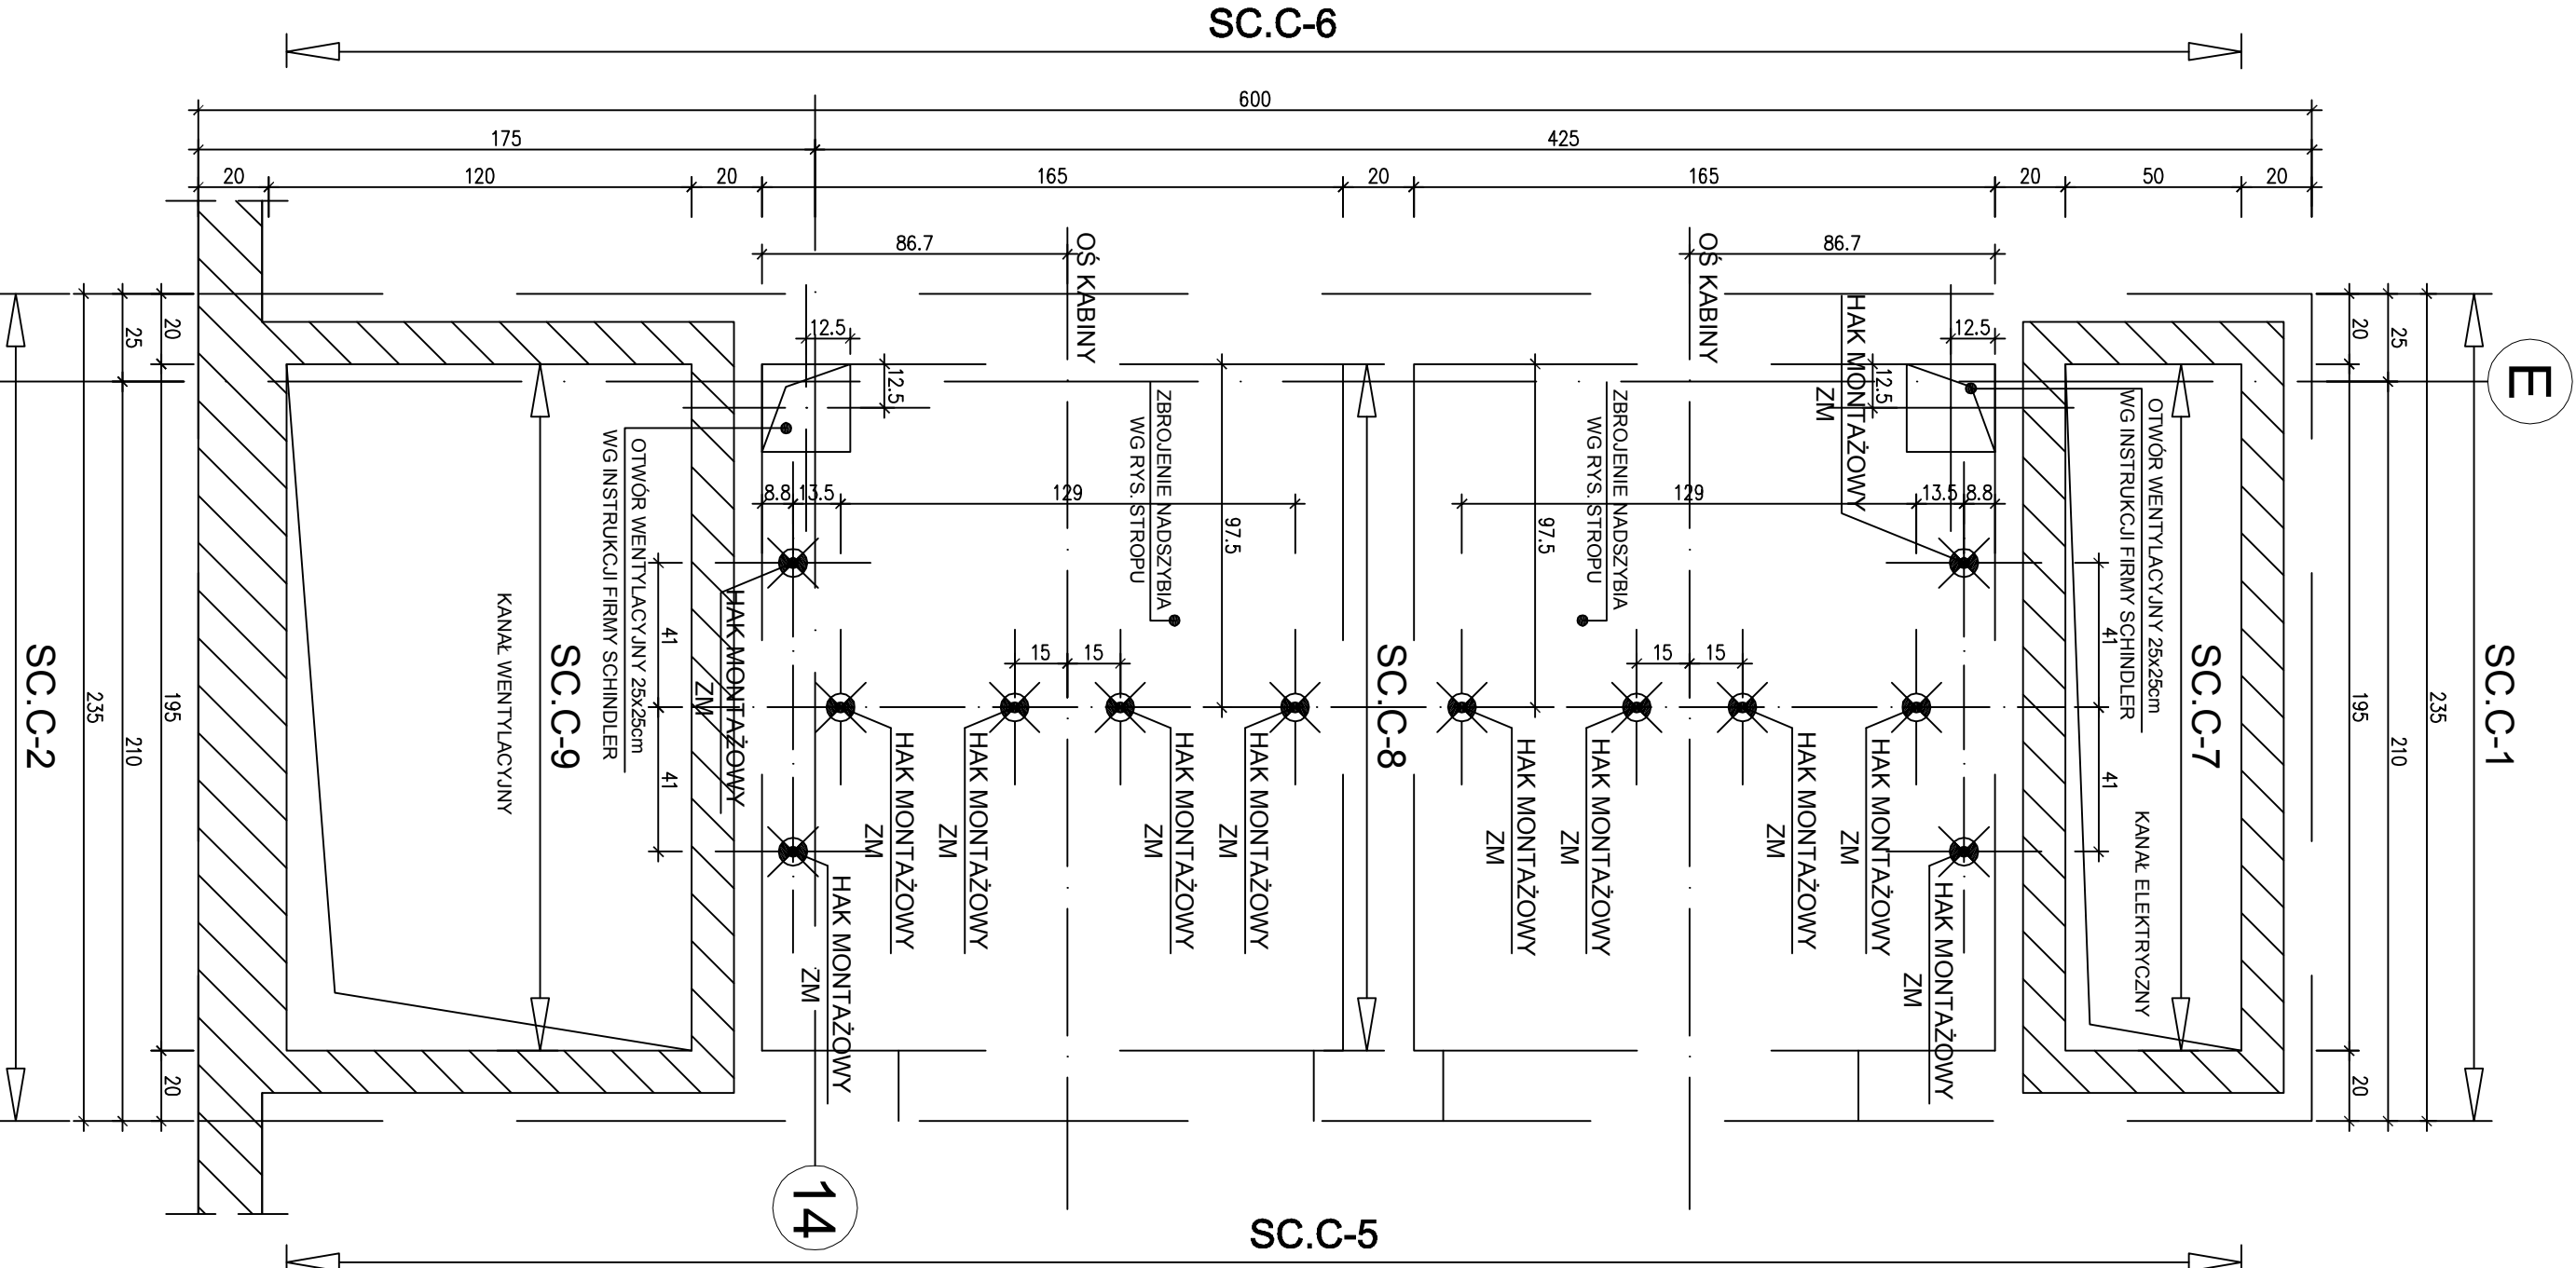 SC.C-6
600
175
425
20
120
20
165
20
165
20
50
20
86.7
OŚ KABINY
OŚ KABINY
86.7
20
25
12.5
12.5
HAK MONTAŻOWY
ZM
12.5
12.5
20
25
E
OTWÓR WENTYLACYJNY 25x25cm
WG INSTRUKCJI FIRMY SCHINDLER
ZBROJENIE NADSZYBIA
WG RYS. STROPU
ZBROJENIE NADSZYBIA
WG RYS. STROPU
OTWÓR WENTYLACYJNY 25x25cm
WG INSTRUKCJI FIRMY SCHINDLER
8.8
13.5
129
97.5
97.5
129
13.5
8.8
KANAŁ WENTYLACYJNY
HAK MONTAŻOWY
ZM
41
41
15
15
15
15
41
41
SC.C-2
235
210
195
SC.C-9
SC.C-8
SC.C-7
195
210
235
SC.C-1
HAK MONTAŻOWY
ZM
HAK MONTAŻOWY
ZM
HAK MONTAŻOWY
ZM
HAK MONTAŻOWY
ZM
HAK MONTAŻOWY
ZM
HAK MONTAŻOWY
ZM
HAK MONTAŻOWY
ZM
HAK MONTAŻOWY
ZM
KANAŁ ELEKTRYCZNY
HAK MONTAŻOWY
ZM
HAK MONTAŻOWY
ZM
20
20
14
SC.C-5